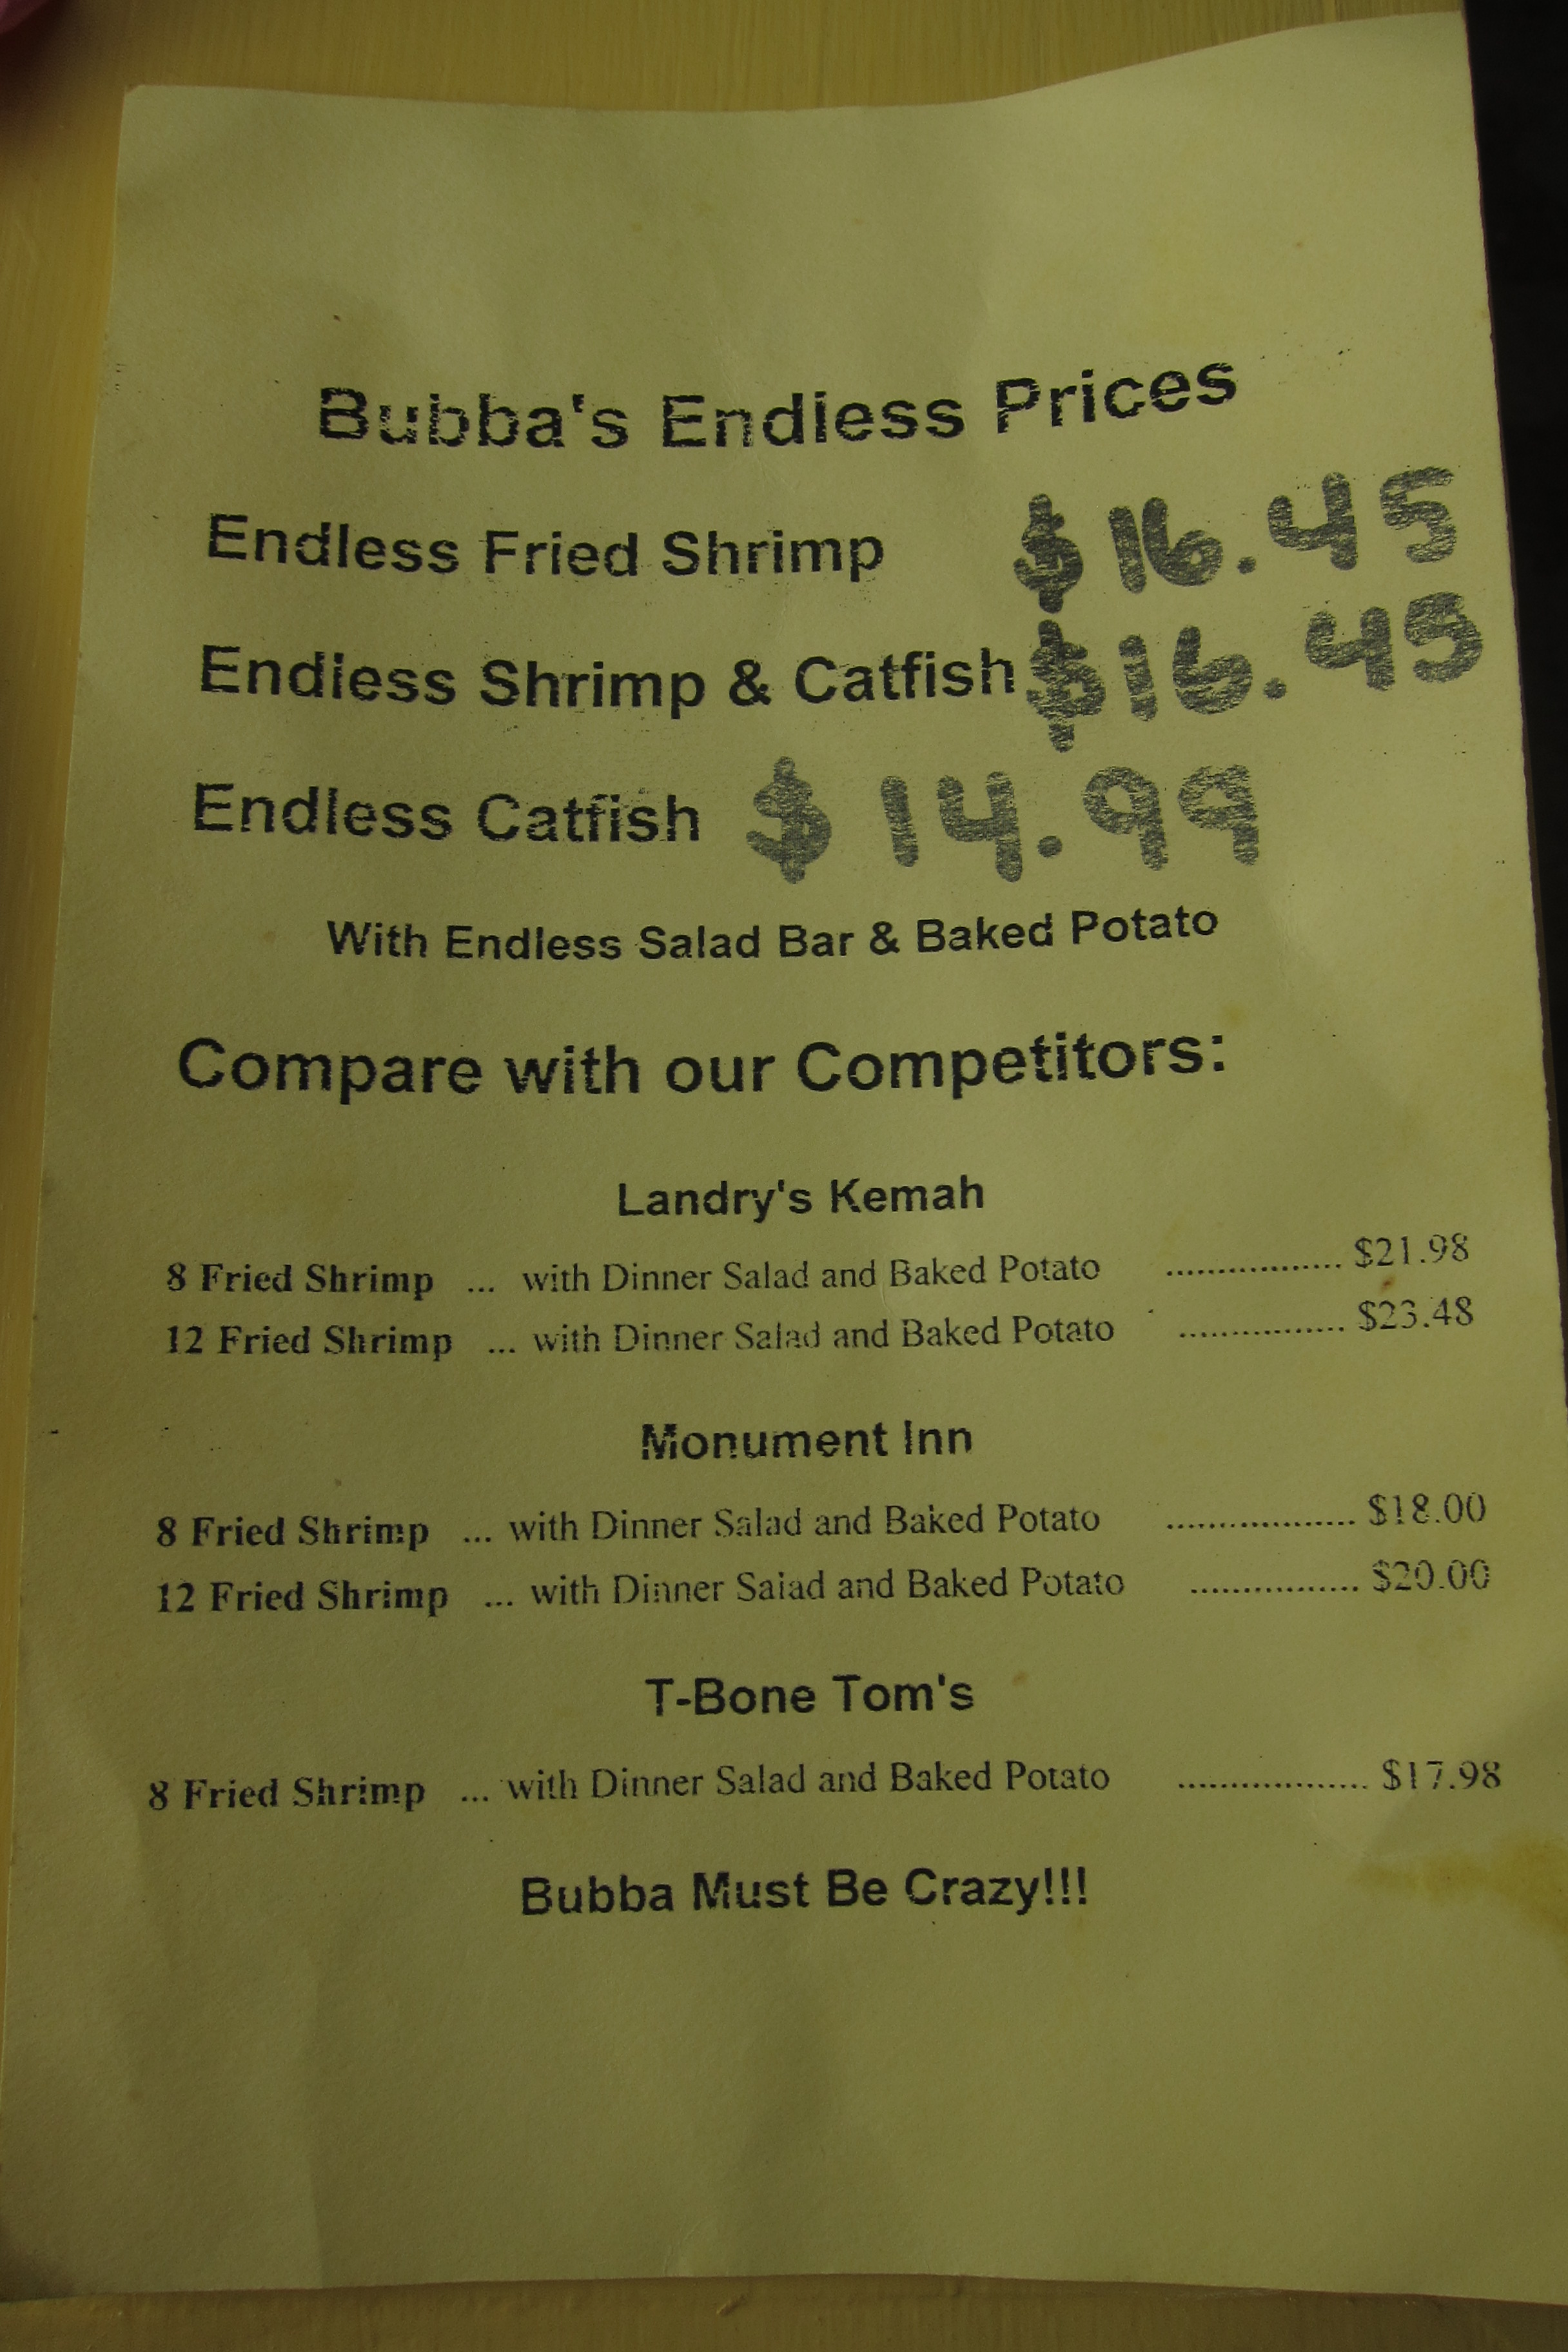 Bubba's Endless Prices
Endless Fried Shrimp $16.45
Endless Shrimp & Catfish $16.45
Endless Catfish $14.99
With Endless Salad Bar & Baked Potato
Compare with our Competitors:
Landry's Kemah
8 Fried Shrimp ... with Dinner Salad and Baked Potato ................. $21.98
12 Fried Shrimp ... with Dinner Salad and Baked Potato ................ $23.48
Monument Inn
8 Fried Shrimp ... with Dinner Salad and Baked Potato .................. $18.00
12 Fried Shrimp ... with Dinner Salad and Baked Potato ................ $20.00
T-Bone Tom's
8 Fried Shrimp ... with Dinner Salad and Baked Potato .................. $17.98
Bubba Must Be Crazy!!!